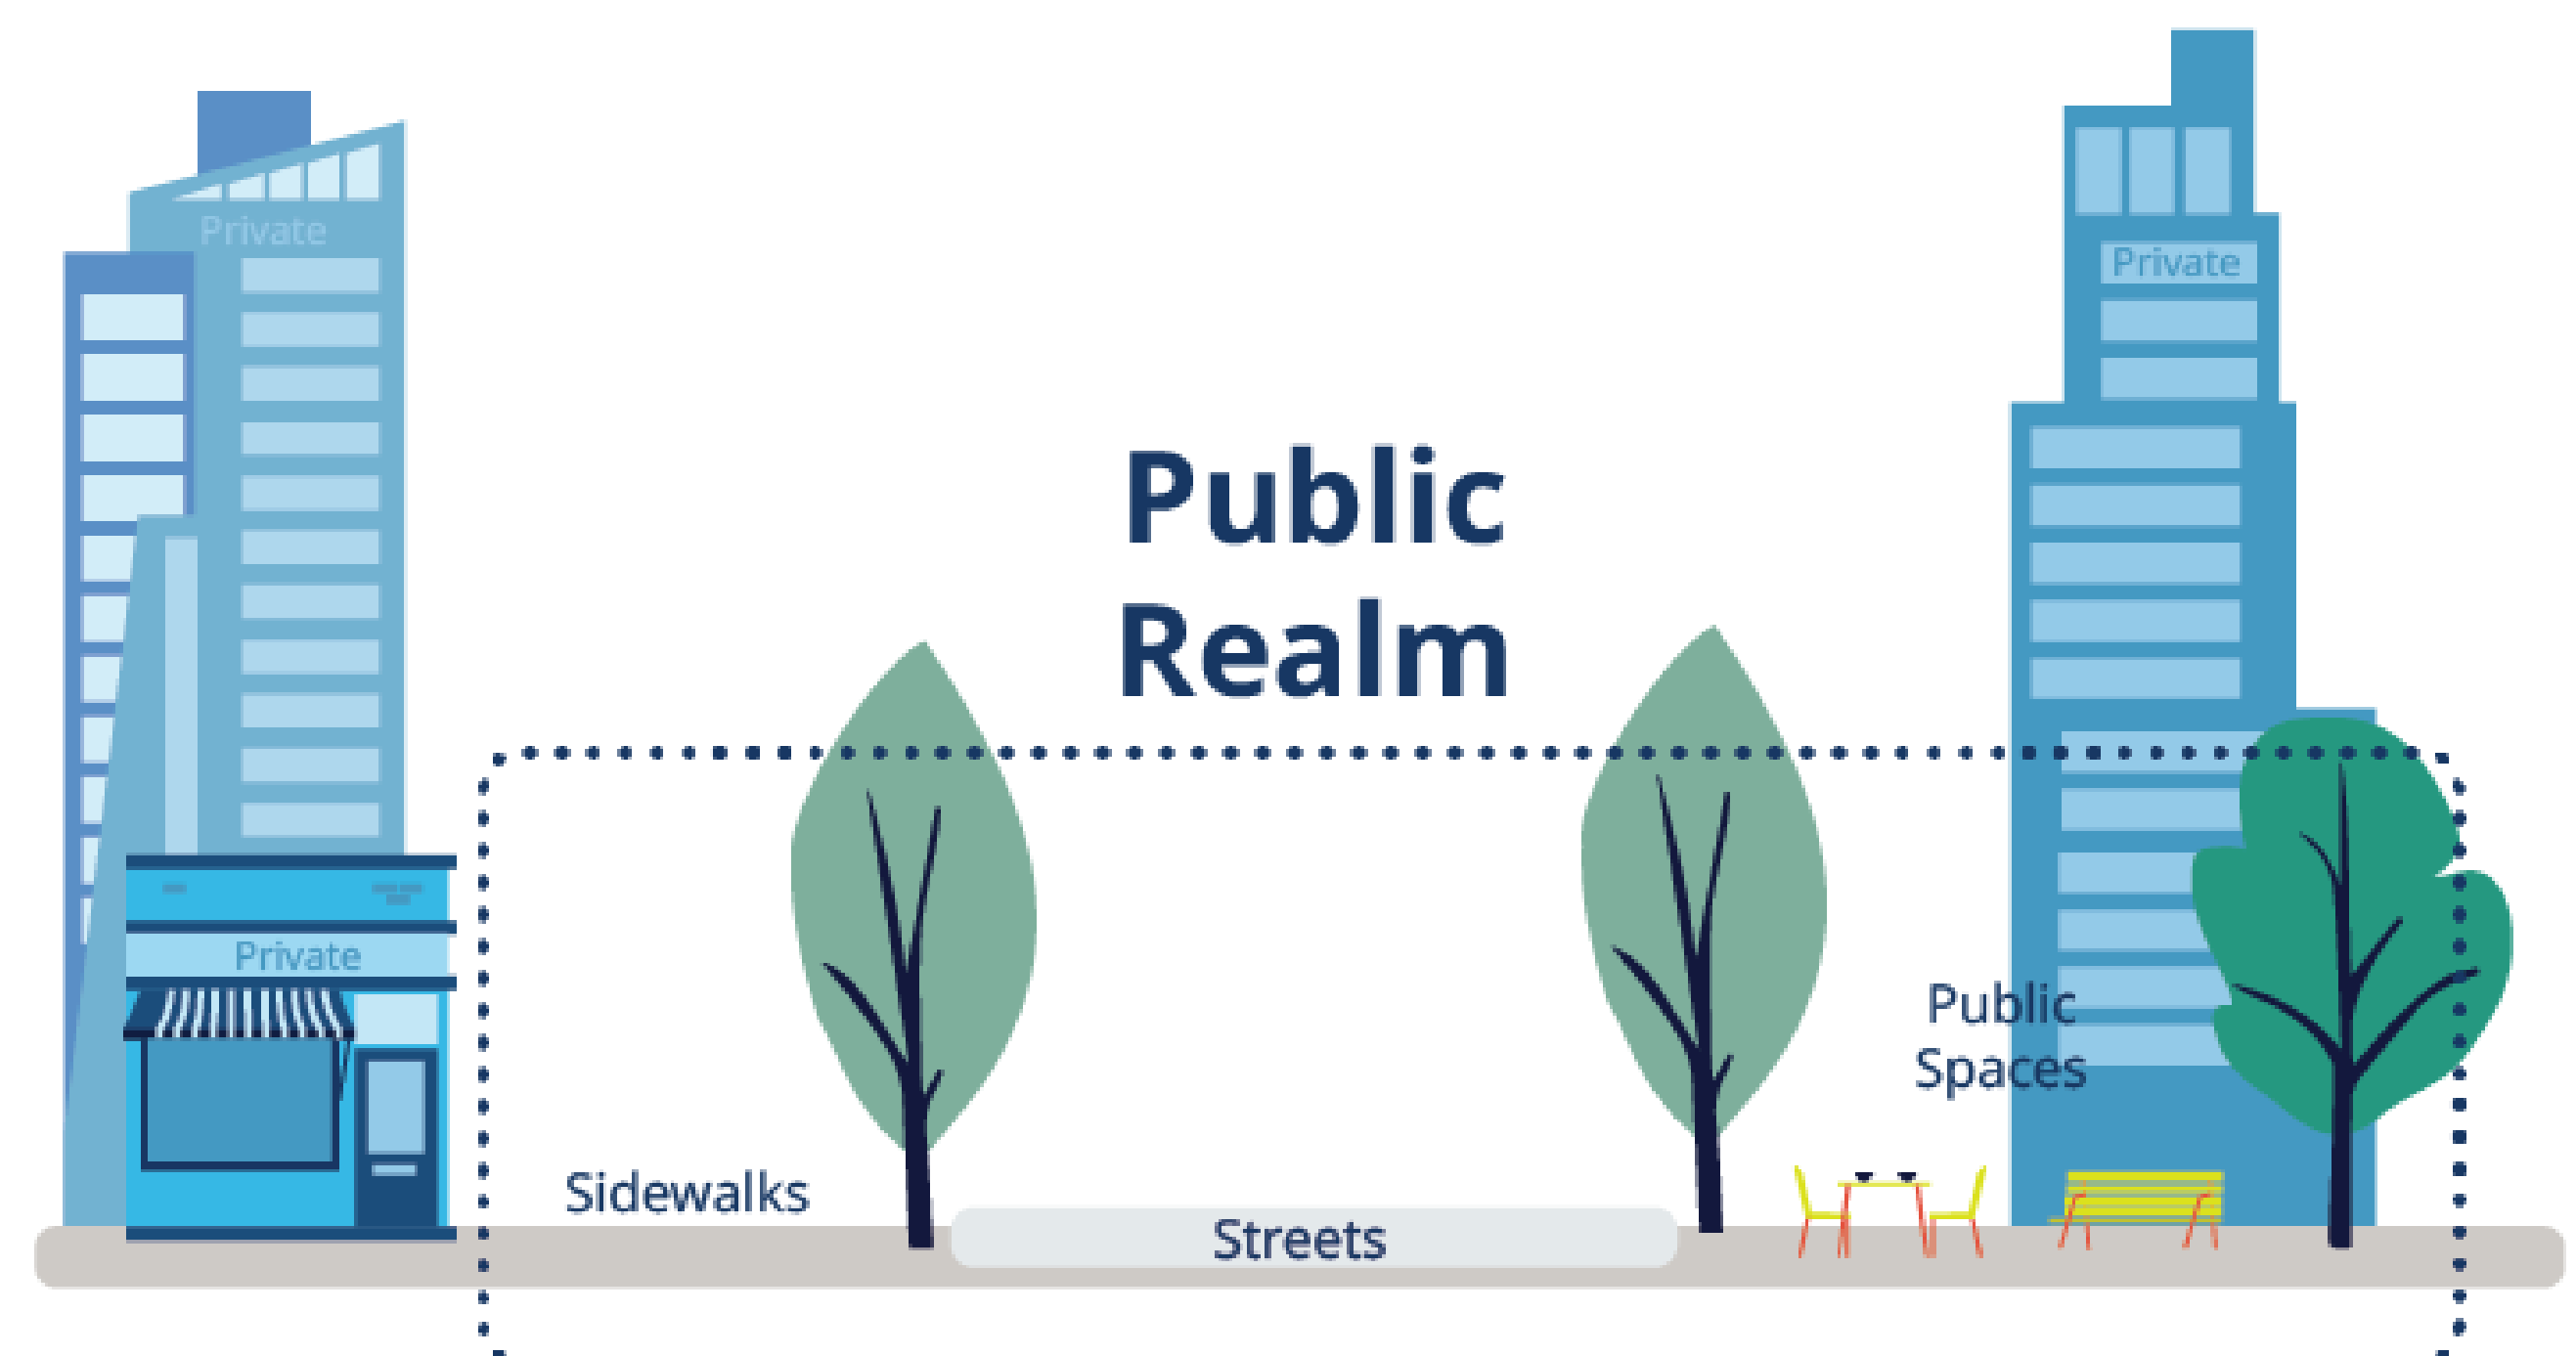 Private
Private
Public
Realm
Private
Public
Spaces
Sidewalks
Streets